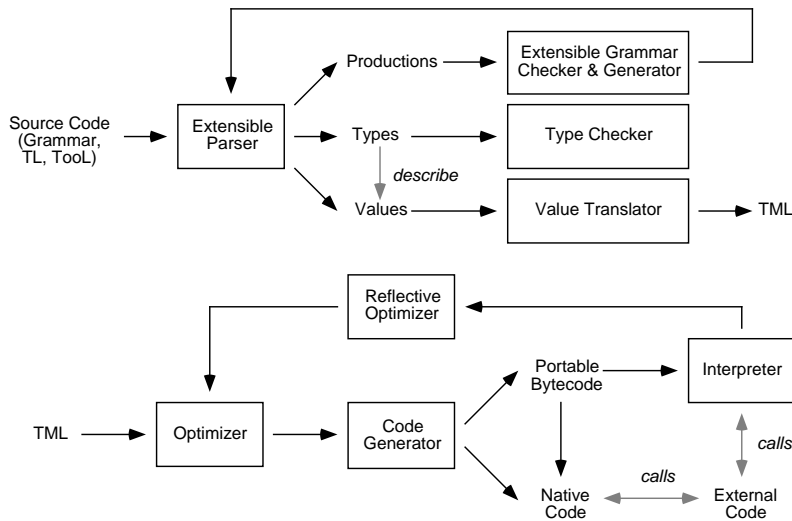 Productions
Extensible Grammar
Checker & Generator
Source Code
(Grammar,
TL, TooL)
Extensible
Parser
Types
Type Checker
describe
Values
Value Translator
TML
Reflective
Optimizer
Portable
Bytecode
Interpreter
TML
Optimizer
Code
Generator
calls
calls
Native
Code
External
Code